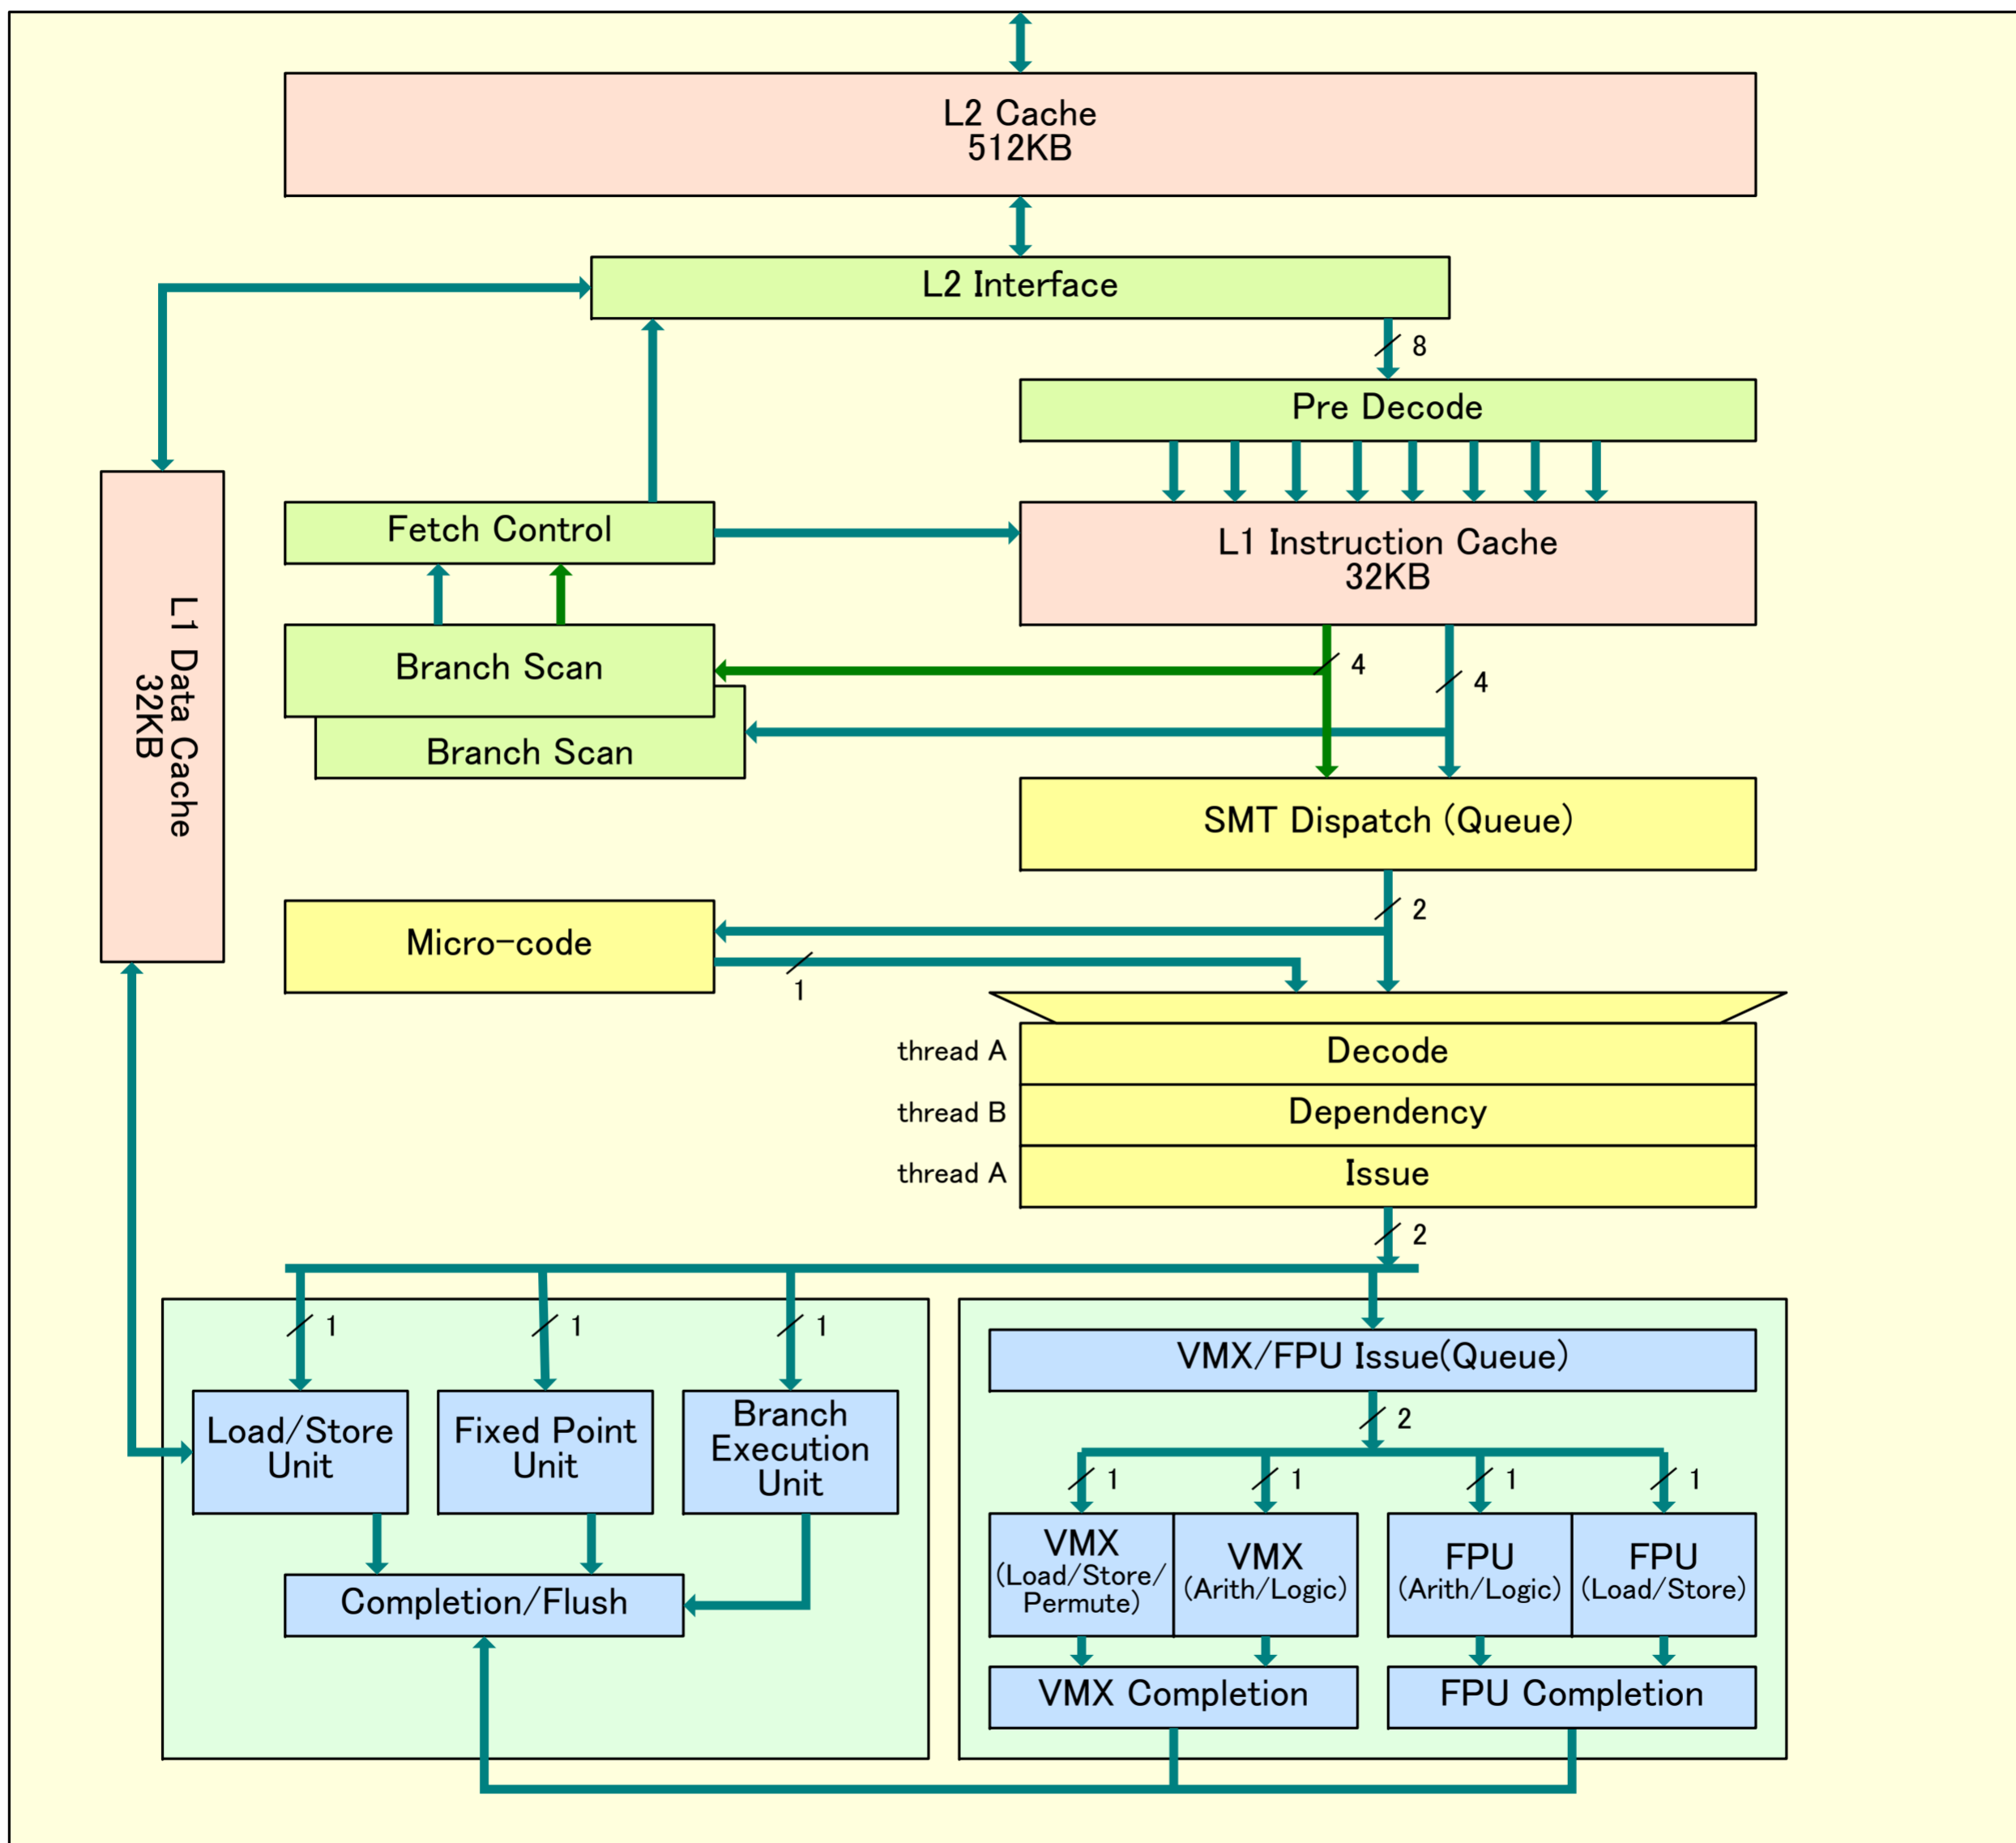 L2 Cache
512KB
L2 Interface
8
Pre Decode
Fetch Control
L1 Instruction Cache
32KB
L1 Data Cache
32KB
Branch Scan
4
4
Branch Scan
SMT Dispatch (Queue)
2
Micro-code
1
thread A
Decode
thread B
Dependency
thread A
Issue
2
1
1
1
Load/Store
Unit
Fixed Point
Unit
Branch
Execution
Unit
Completion/Flush
VMX/FPU Issue(Queue)
2
1
1
1
1
VMX
(Load/Store/
Permute)
VMX
(Arith/Logic)
FPU
(Arith/Logic)
FPU
(Load/Store)
VMX Completion
FPU Completion